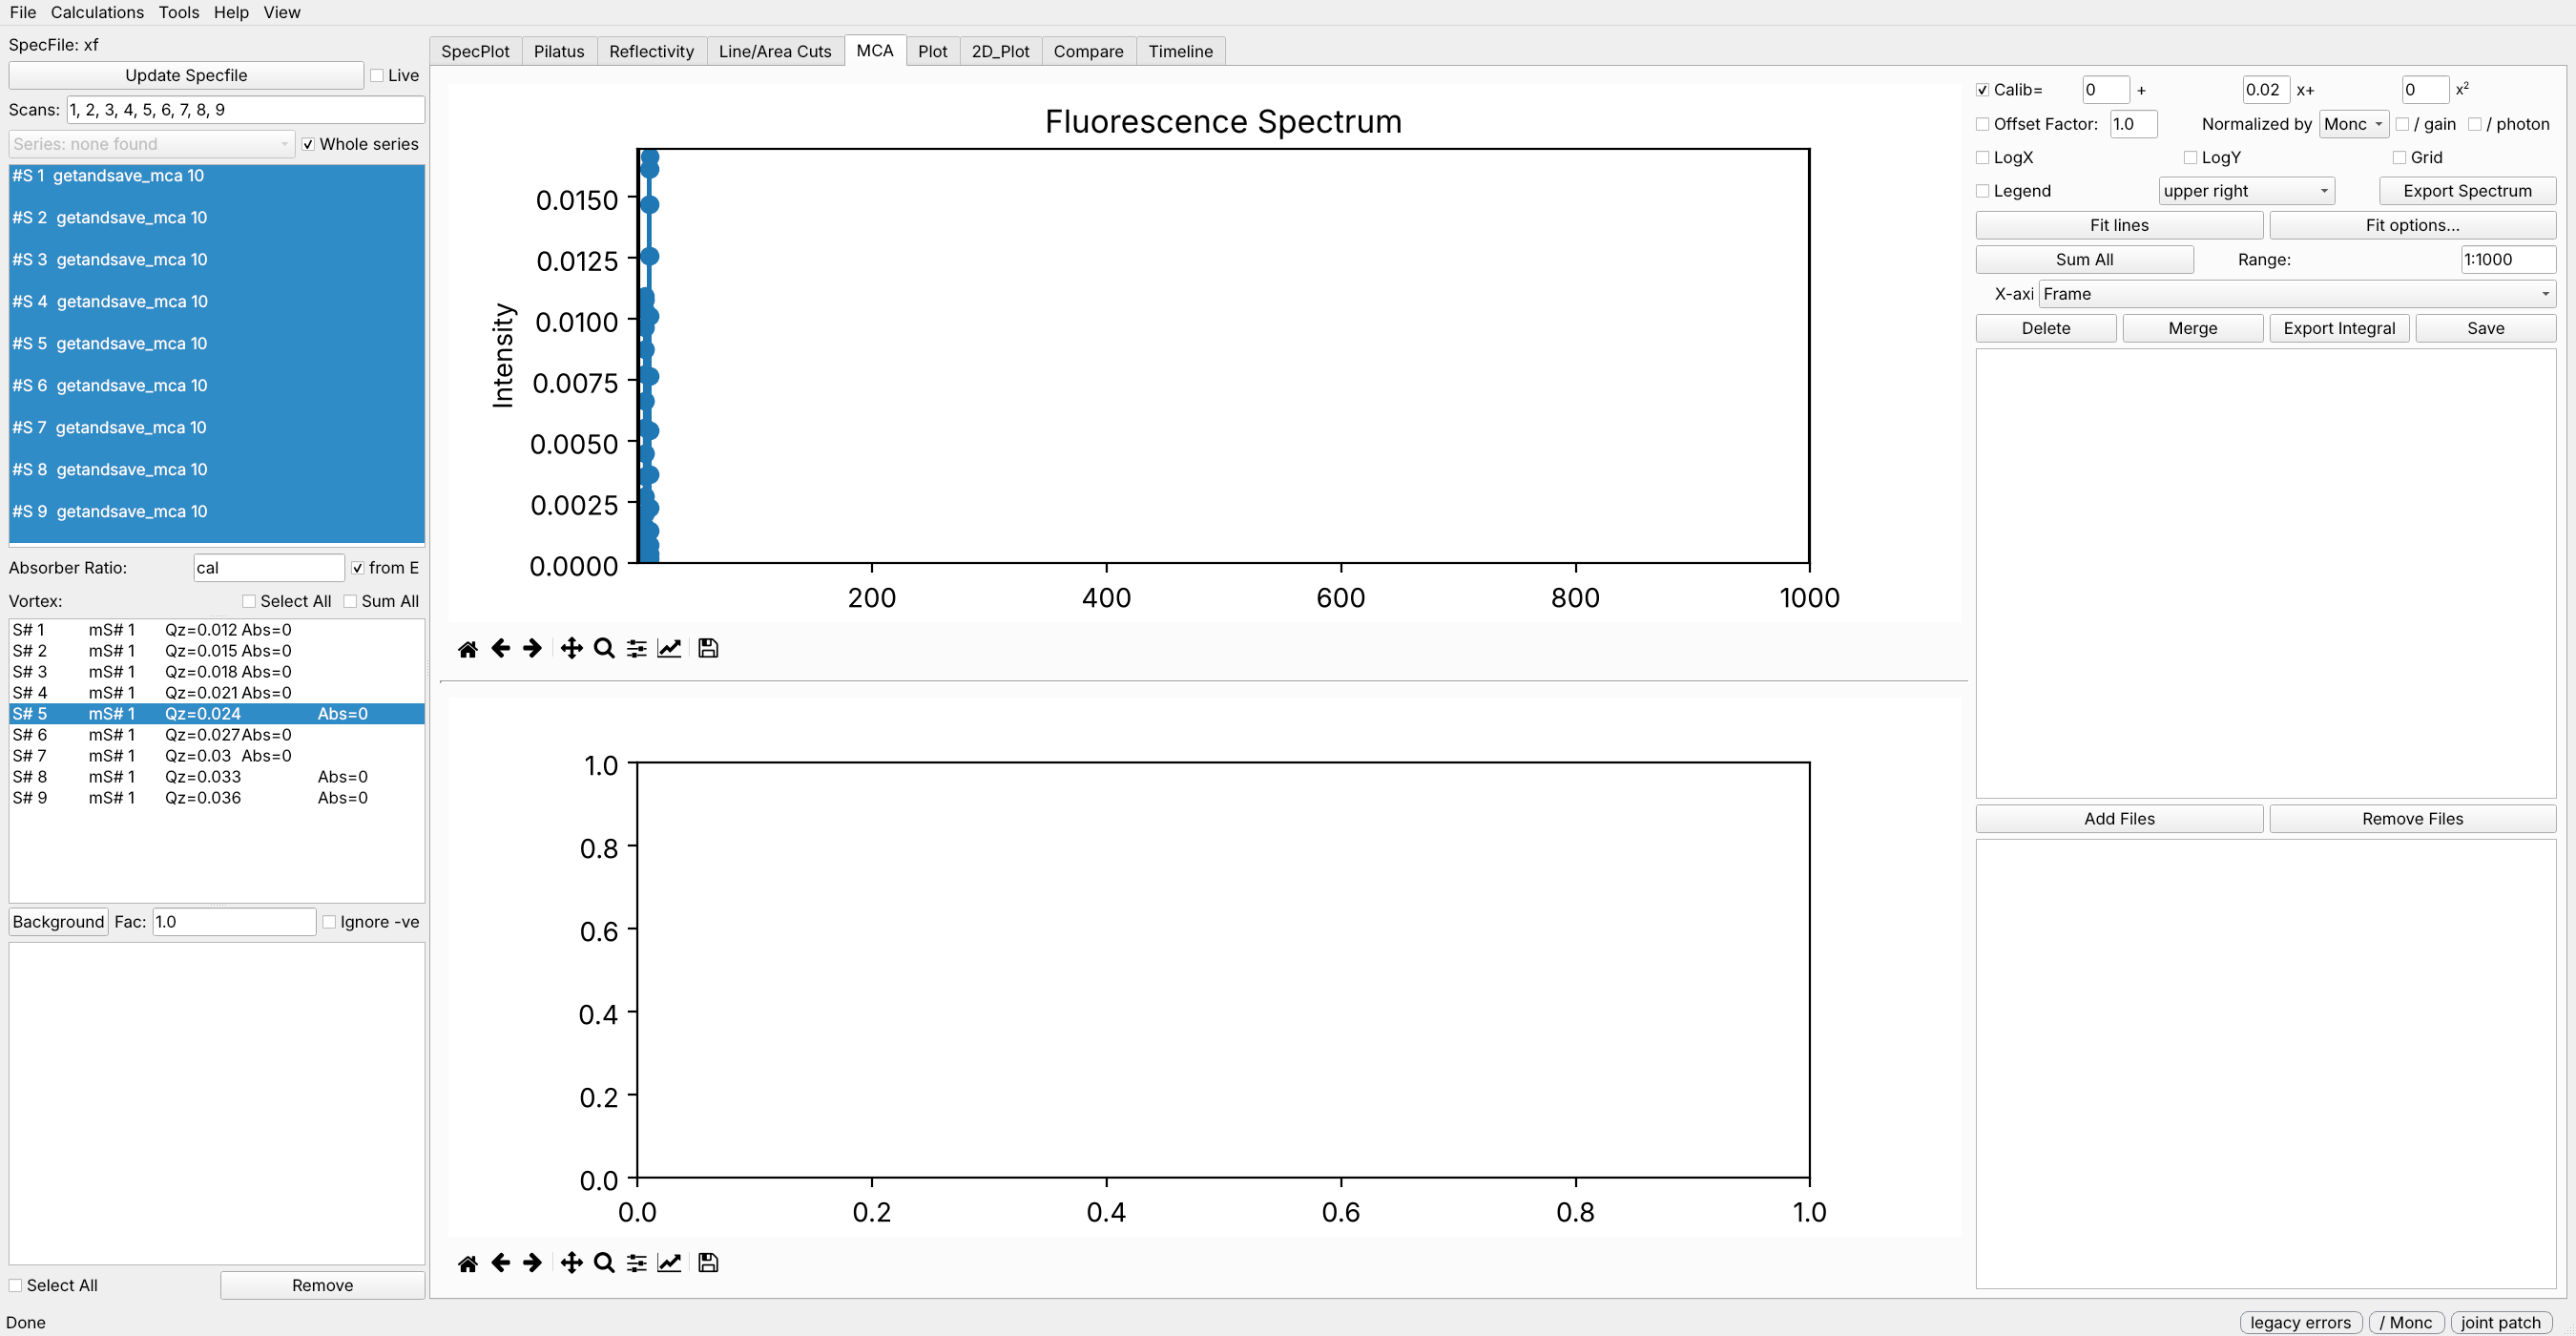 File Calculations Tools Help View
SpecFile: xf
Update Specfile Live
Scans: 1, 2, 3, 4, 5, 6, 7, 8, 9
Series: none found Whole series
#S 1 getandsave_mca 10
#S 2 getandsave_mca 10
#S 3 getandsave_mca 10
#S 4 getandsave_mca 10
#S 5 getandsave_mca 10
#S 6 getandsave_mca 10
#S 7 getandsave_mca 10
#S 8 getandsave_mca 10
#S 9 getandsave_mca 10
Absorber Ratio: cal from E
Vortex: Select All Sum All
S# 1 mS# 1 Qz=0.012 Abs=0
S# 2 mS# 1 Qz=0.015 Abs=0
S# 3 mS# 1 Qz=0.018 Abs=0
S# 4 mS# 1 Qz=0.021 Abs=0
S# 5 mS# 1 Qz=0.024 Abs=0
S# 6 mS# 1 Qz=0.027 Abs=0
S# 7 mS# 1 Qz=0.03 Abs=0
S# 8 mS# 1 Qz=0.033 Abs=0
S# 9 mS# 1 Qz=0.036 Abs=0
Background Fac: 1.0 Ignore -ve
Select All Remove
Done
SpecPlot Pilatus Reflectivity Line/Area Cuts MCA Plot 2D_Plot Compare Timeline
Fluorescence Spectrum
Intensity
0.0150
0.0125
0.0100
0.0075
0.0050
0.0025
0.0000
200 400 600 800 1000
1.0
0.8
0.6
0.4
0.2
0.0
0.0 0.2 0.4 0.6 0.8 1.0
Calib= 0 + 0.02 x+ 0 x²
Offset Factor: 1.0 Normalized by Monc / gain / photon
LogX LogY Grid
Legend upper right Export Spectrum
Fit lines Fit options...
Sum All Range: 1:1000
X-axi Frame
Delete Merge Export Integral Save
Add Files Remove Files
legacy errors / Monc joint patch